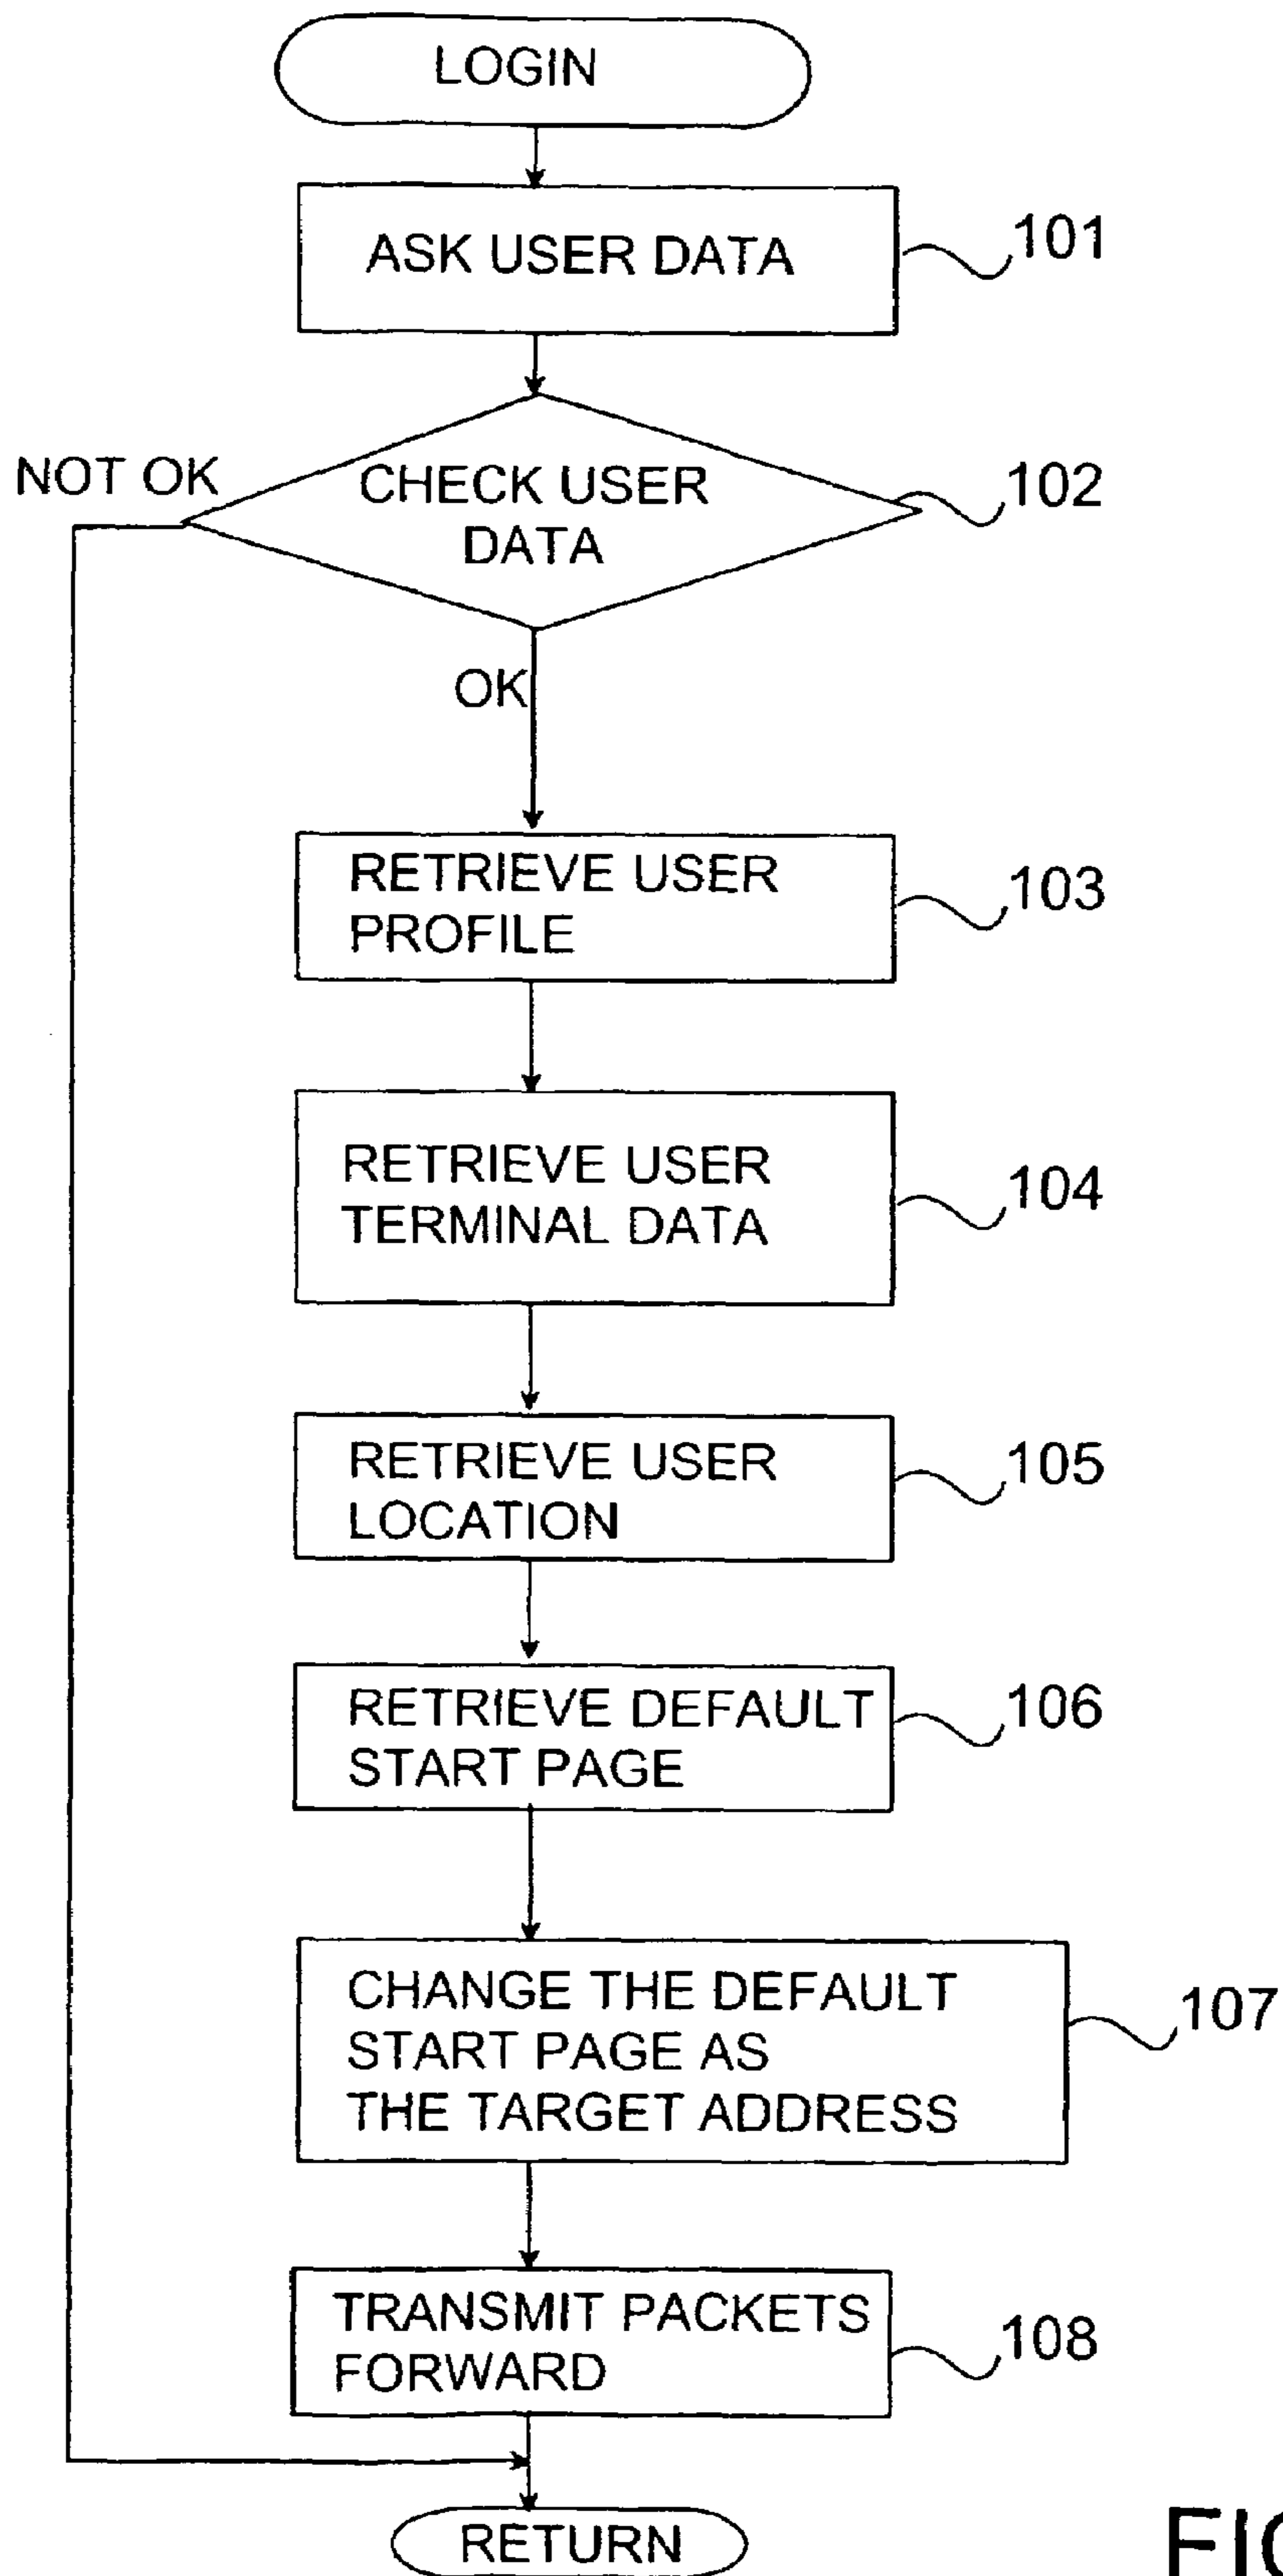 LOGIN
ASK USER DATA
101
NOT OK
CHECK USER
DATA
102
OK
RETRIEVE USER
PROFILE
103
RETRIEVE USER
TERMINAL DATA
104
RETRIEVE USER
LOCATION
105
RETRIEVE DEFAULT
START PAGE
106
CHANGE THE DEFAULT
START PAGE AS
THE TARGET ADDRESS
107
TRANSMIT PACKETS
FORWARD
108
RETURN